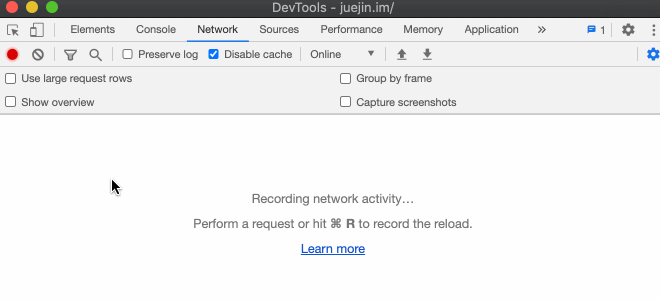 DevTools - juejin.im/
Elements Console Network Sources Performance Memory Application » 1
Preserve log Disable cache Online
Use large request rows Group by frame
Show overview Capture screenshots
Recording network activity…
Perform a request or hit ⌘ R to record the reload.
Learn more